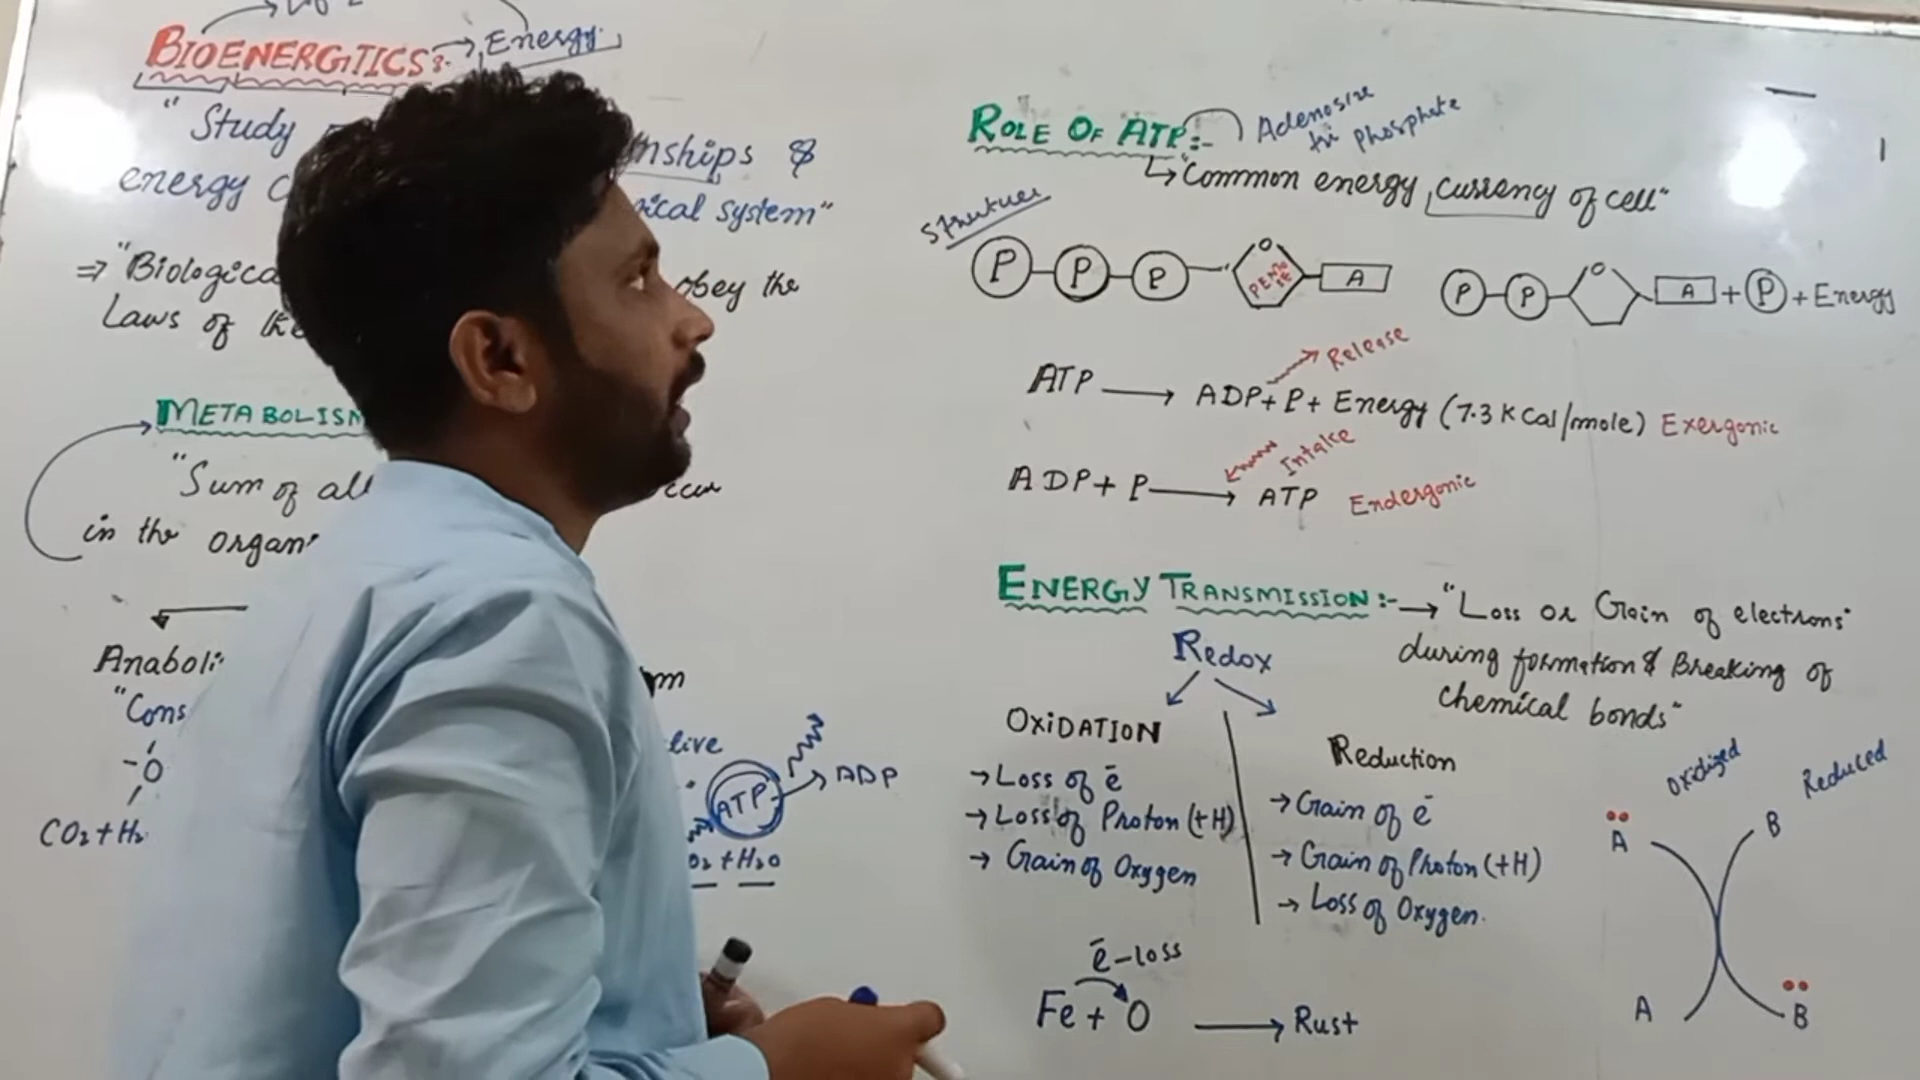 BIOENERGITICS:- → Energy
"Study
nships &
energy
ical system"
⇒ "Biologica
obey the
Laws of the
METABOLISM
"Sum of all
occur
in the organi
Anaboli
m
"Cons
-O
CO₂+H₂
ATP → ADP
O₂ + H₂O
ROLE OF ATP:-
Adenosine
tri phosphate
↳ "Common energy currency of cell"
Structure
P-P-P- O PENTOSE A
P-P- O A + P + Energy
ATP → ADP + P + Energy (7.3 KCal/mole) Exergonic
Release
ADP + P → ATP Endergonic
Intake
ENERGY TRANSMISSION:- → "Loss or Gain of electrons
during formation & Breaking of
chemical bonds"
Redox
OXiDATION
→ Loss of ē
→ Loss of Proton (+H)
→ Gain of Oxygen
Reduction
→ Gain of ē
→ Gain of Photon (+H)
→ Loss of Oxygen.
ē-loss
Fe + O → Rust
Oxidized
Reduced
A B
A B